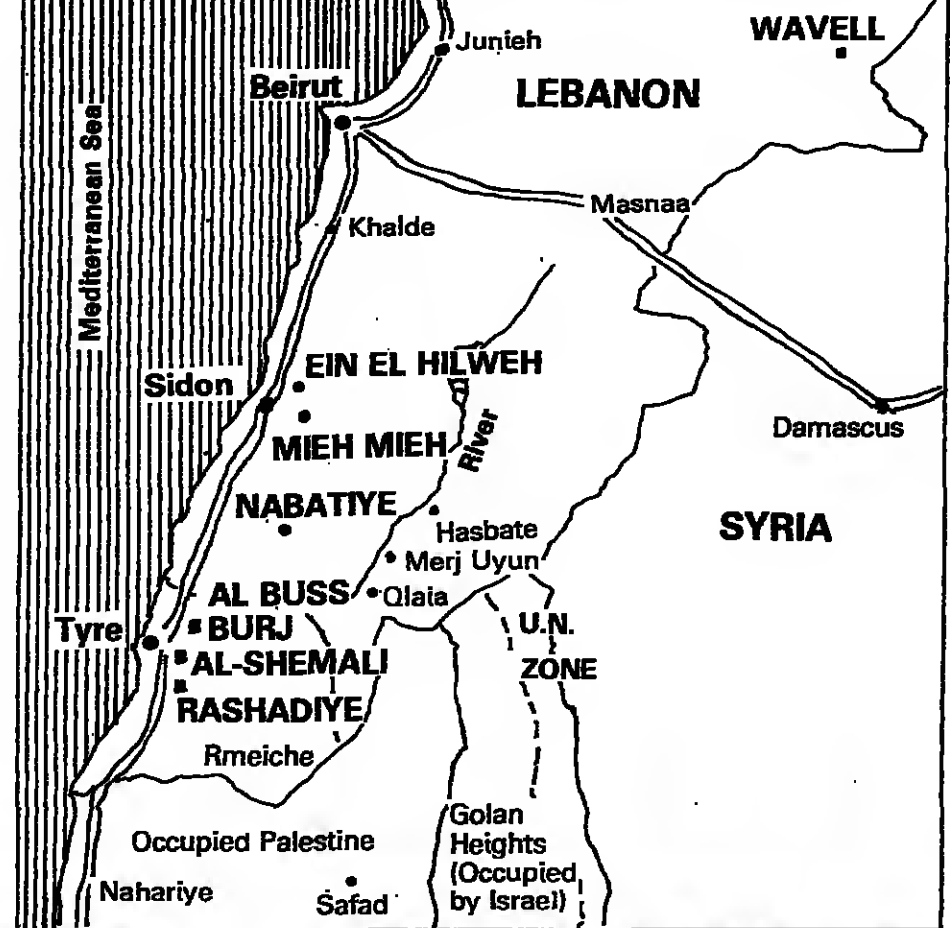 Junieh
WAVELL
Beirut
LEBANON
Mediterranean Sea
Masnaa
Khalde
EIN EL HILWEH
Sidon
MIEH MIEH
River
Damascus
NABATIYE
Hasbate
SYRIA
Merj Uyun
AL BUSS
Qlaia
Tyre
BURJ
U.N.
AL-SHEMALI
ZONE
RASHADIYE
Rmeiche
Golan
Heights
(Occupied
by Israel)
Occupied Palestine
Nahariye
Safad